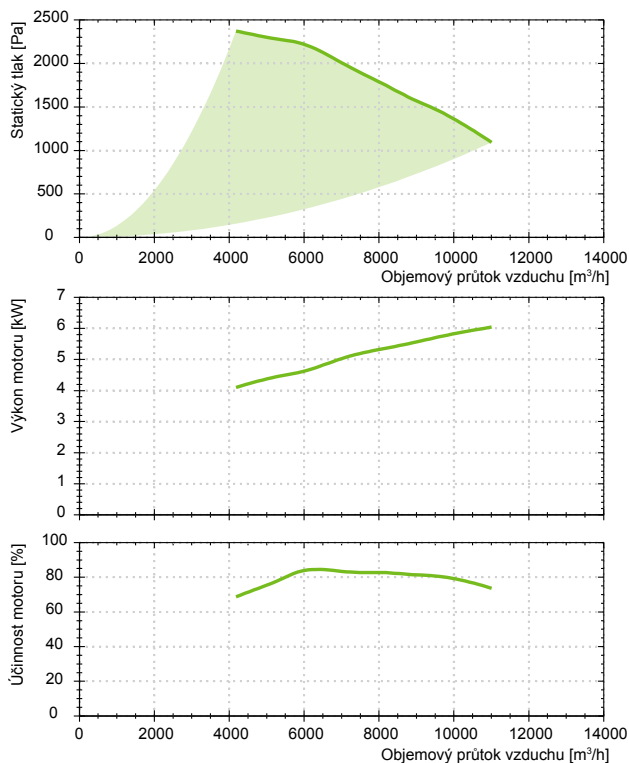 Statický tlak [Pa]
2500
2000
1500
1000
500
0
0 2000 4000 6000 8000 10000 12000 14000
Objemový průtok vzduchu [m³/h]
Výkon motoru [kW]
7
6
5
4
3
2
1
0
Účinnost motoru [%]
100
80
60
40
20
0
0 2000 4000 6000 8000 10000 12000 14000
Objemový průtok vzduchu [m³/h]